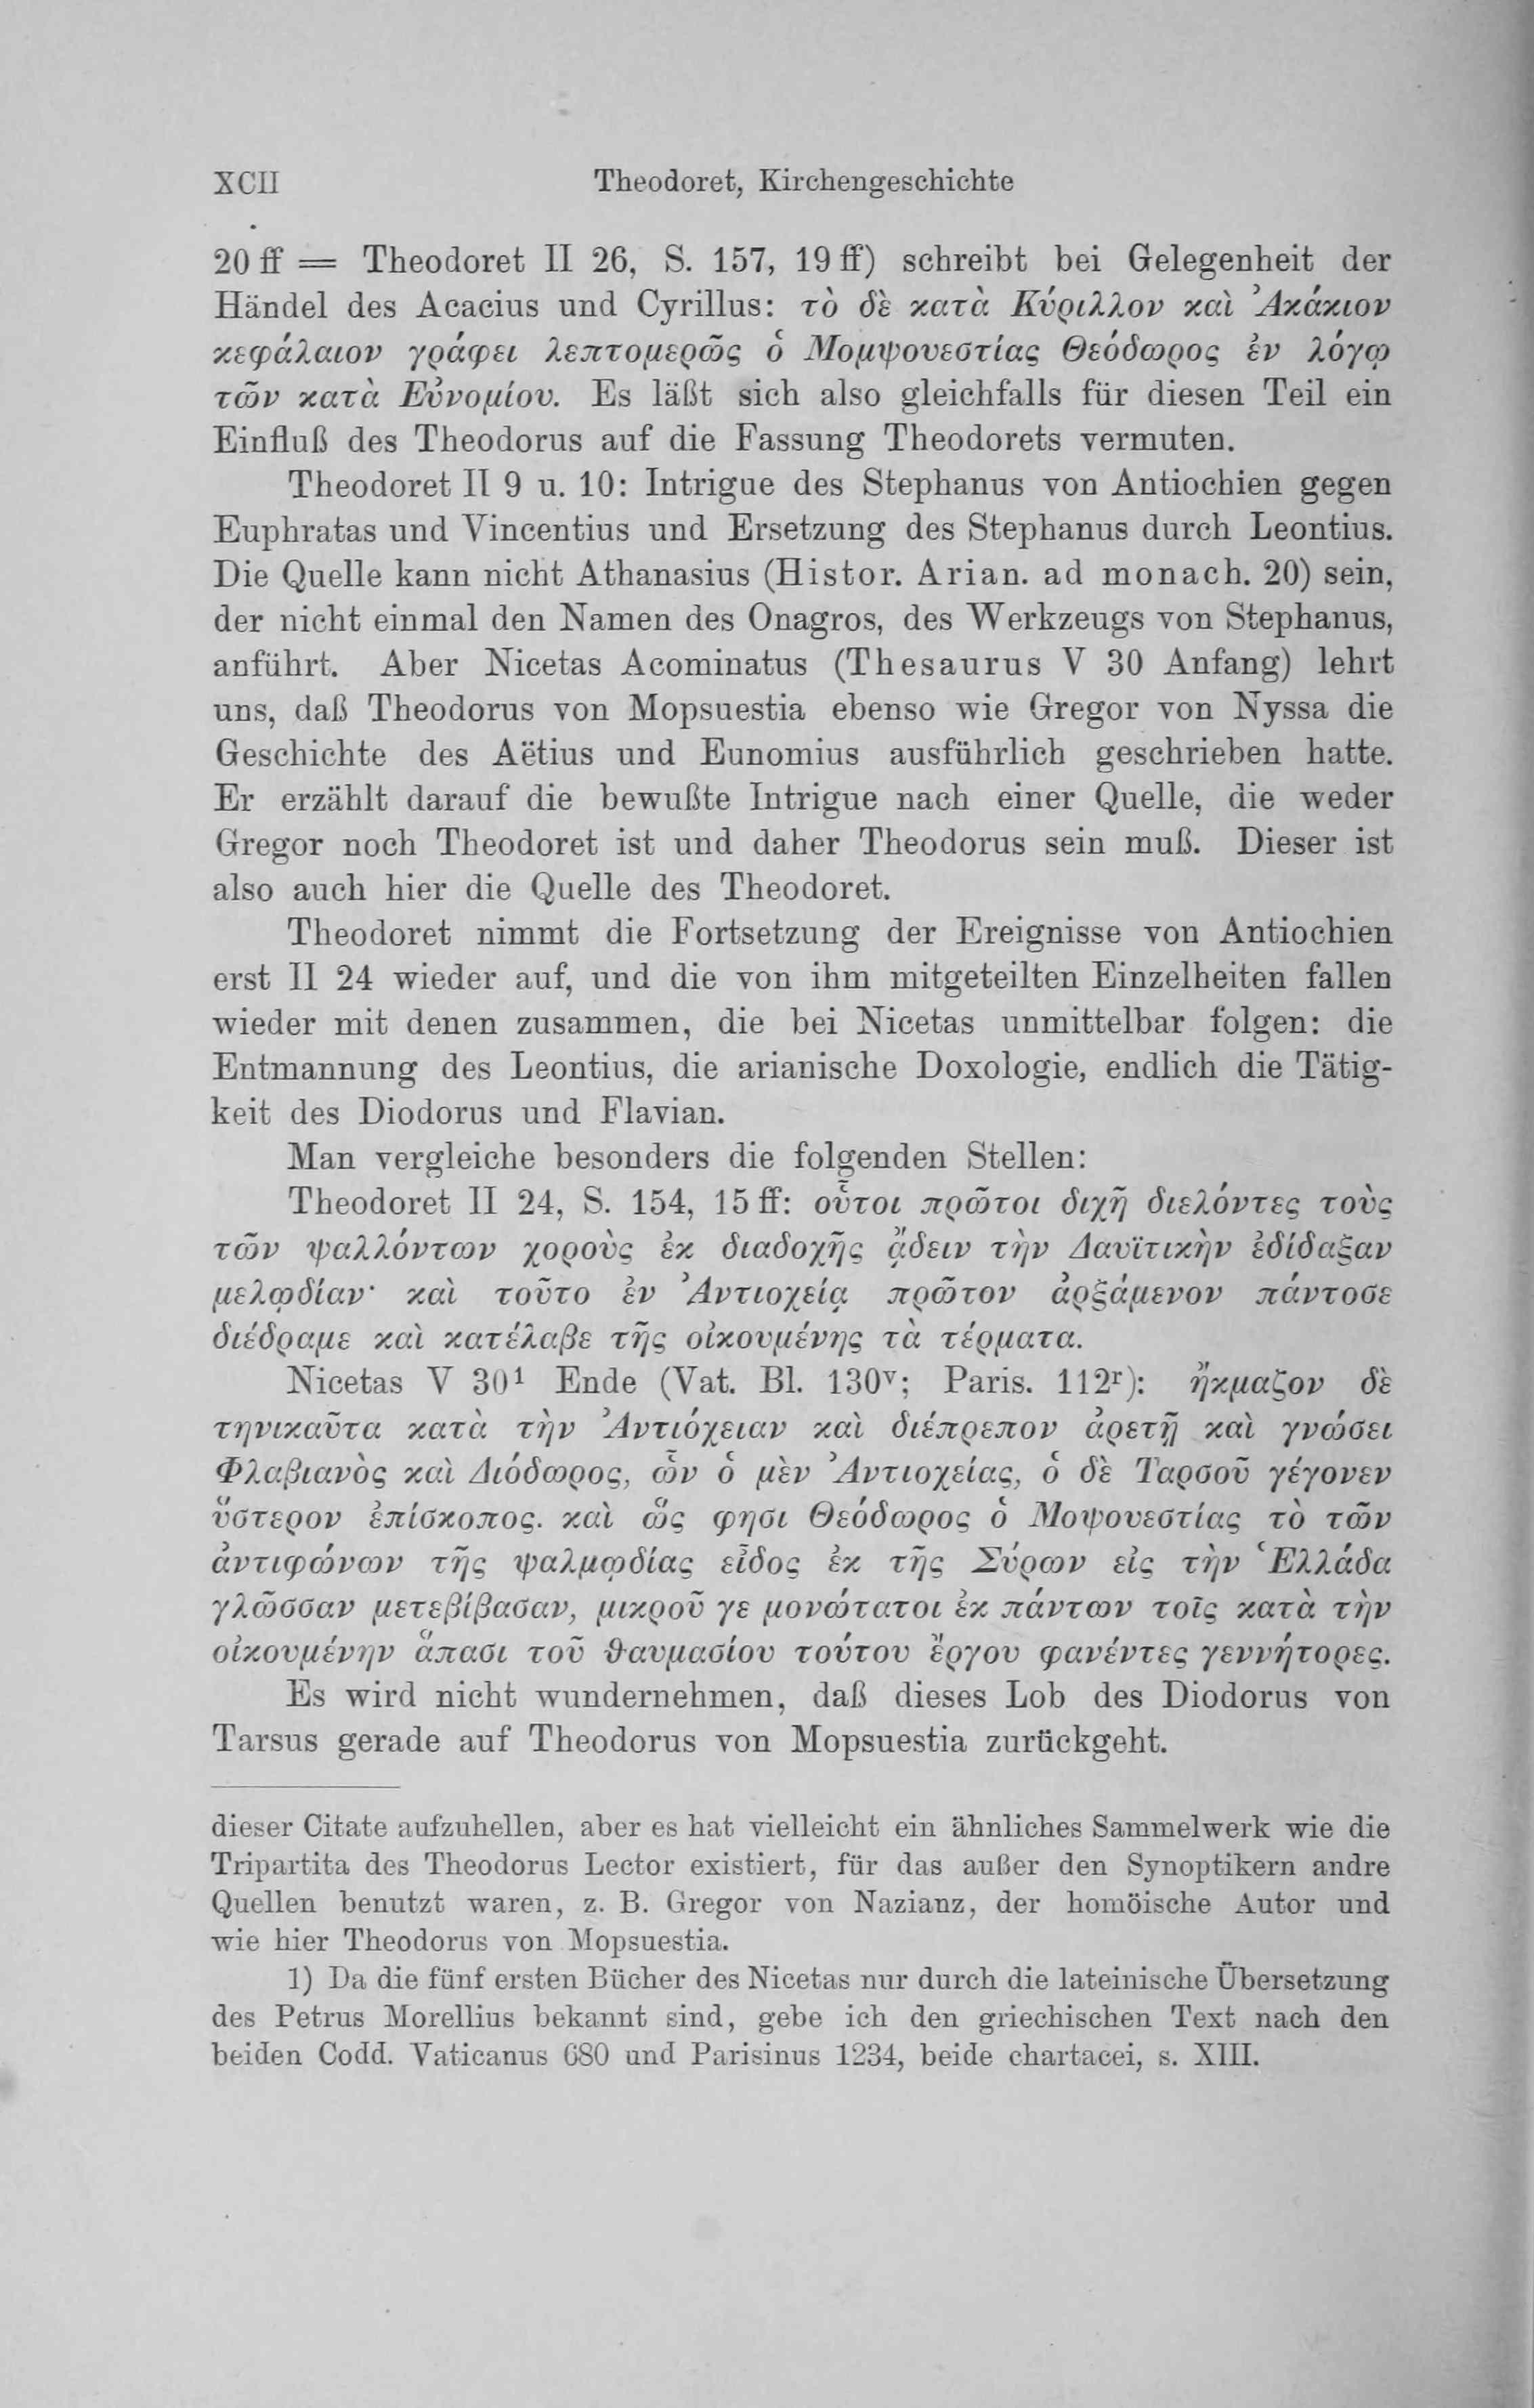 XCII Theodoret, Kirchengeschichte
20 ff = Theodoret II 26, S. 157, 19 ff) schreibt bei Gelegenheit der
Händel des Acacius und Cyrillus: τὸ δὲ κατὰ Κύριλλον καὶ Ἀκάκιον
κεφάλαιον γράφει λεπτομερῶς ὁ Μομψουεστίας Θεόδωρος ἐν λόγῳ
τῶν κατὰ Εὐνομίου. Es läßt sich also gleichfalls für diesen Teil ein
Einfluß des Theodorus auf die Fassung Theodorets vermuten.
Theodoret II 9 u. 10: Intrigue des Stephanus von Antiochien gegen
Euphratas und Vincentius und Ersetzung des Stephanus durch Leontius.
Die Quelle kann nicht Athanasius (Histor. Arian. ad monach. 20) sein,
der nicht einmal den Namen des Onagros, des Werkzeugs von Stephanus,
anführt. Aber Nicetas Acominatus (Thesaurus V 30 Anfang) lehrt
uns, daß Theodorus von Mopsuestia ebenso wie Gregor von Nyssa die
Geschichte des Aëtius und Eunomius ausführlich geschrieben hatte.
Er erzählt darauf die bewußte Intrigue nach einer Quelle, die weder
Gregor noch Theodoret ist und daher Theodorus sein muß. Dieser ist
also auch hier die Quelle des Theodoret.
Theodoret nimmt die Fortsetzung der Ereignisse von Antiochien
erst II 24 wieder auf, und die von ihm mitgeteilten Einzelheiten fallen
wieder mit denen zusammen, die bei Nicetas unmittelbar folgen: die
Entmannung des Leontius, die arianische Doxologie, endlich die Tätig-
keit des Diodorus und Flavian.
Man vergleiche besonders die folgenden Stellen:
Theodoret II 24, S. 154, 15 ff: οὗτοι πρῶτοι διχῇ διελόντες τοὺς
τῶν ψαλλόντων χοροὺς ἐκ διαδοχῆς ᾄδειν τὴν Δαυϊτικὴν ἐδίδαξαν
μελῳδίαν· καὶ τοῦτο ἐν Ἀντιοχείᾳ πρῶτον ἀρξάμενον πάντοσε
διέδραμε καὶ κατέλαβε τῆς οἰκουμένης τὰ τέρματα.
Nicetas V 30¹ Ende (Vat. Bl. 130ᵛ; Paris. 112ʳ): ἤκμαζον δὲ
τηνικαῦτα κατὰ τὴν Ἀντιόχειαν καὶ διέπρεπον ἀρετῇ καὶ γνώσει
Φλαβιανὸς καὶ Διόδωρος, ὧν ὁ μὲν Ἀντιοχείας, ὁ δὲ Ταρσοῦ γέγονεν
ὕστερον ἐπίσκοπος. καὶ ὥς φησι Θεόδωρος ὁ Μοψουεστίας τὸ τῶν
ἀντιφώνων τῆς ψαλμῳδίας εἶδος ἐκ τῆς Σύρων εἰς τὴν Ἑλλάδα
γλῶσσαν μετεβίβασαν, μικροῦ γε μονώτατοι ἐκ πάντων τοῖς κατὰ τὴν
οἰκουμένην ἅπασι τοῦ θαυμασίου τούτου ἔργου φανέντες γεννήτορες.
Es wird nicht wundernehmen, daß dieses Lob des Diodorus von
Tarsus gerade auf Theodorus von Mopsuestia zurückgeht.
dieser Citate aufzuhellen, aber es hat vielleicht ein ähnliches Sammelwerk wie die
Tripartita des Theodorus Lector existiert, für das außer den Synoptikern andre
Quellen benutzt waren, z. B. Gregor von Nazianz, der homöische Autor und
wie hier Theodorus von Mopsuestia.
1) Da die fünf ersten Bücher des Nicetas nur durch die lateinische Übersetzung
des Petrus Morellius bekannt sind, gebe ich den griechischen Text nach den
beiden Codd. Vaticanus 680 und Parisinus 1234, beide chartacei, s. XIII.